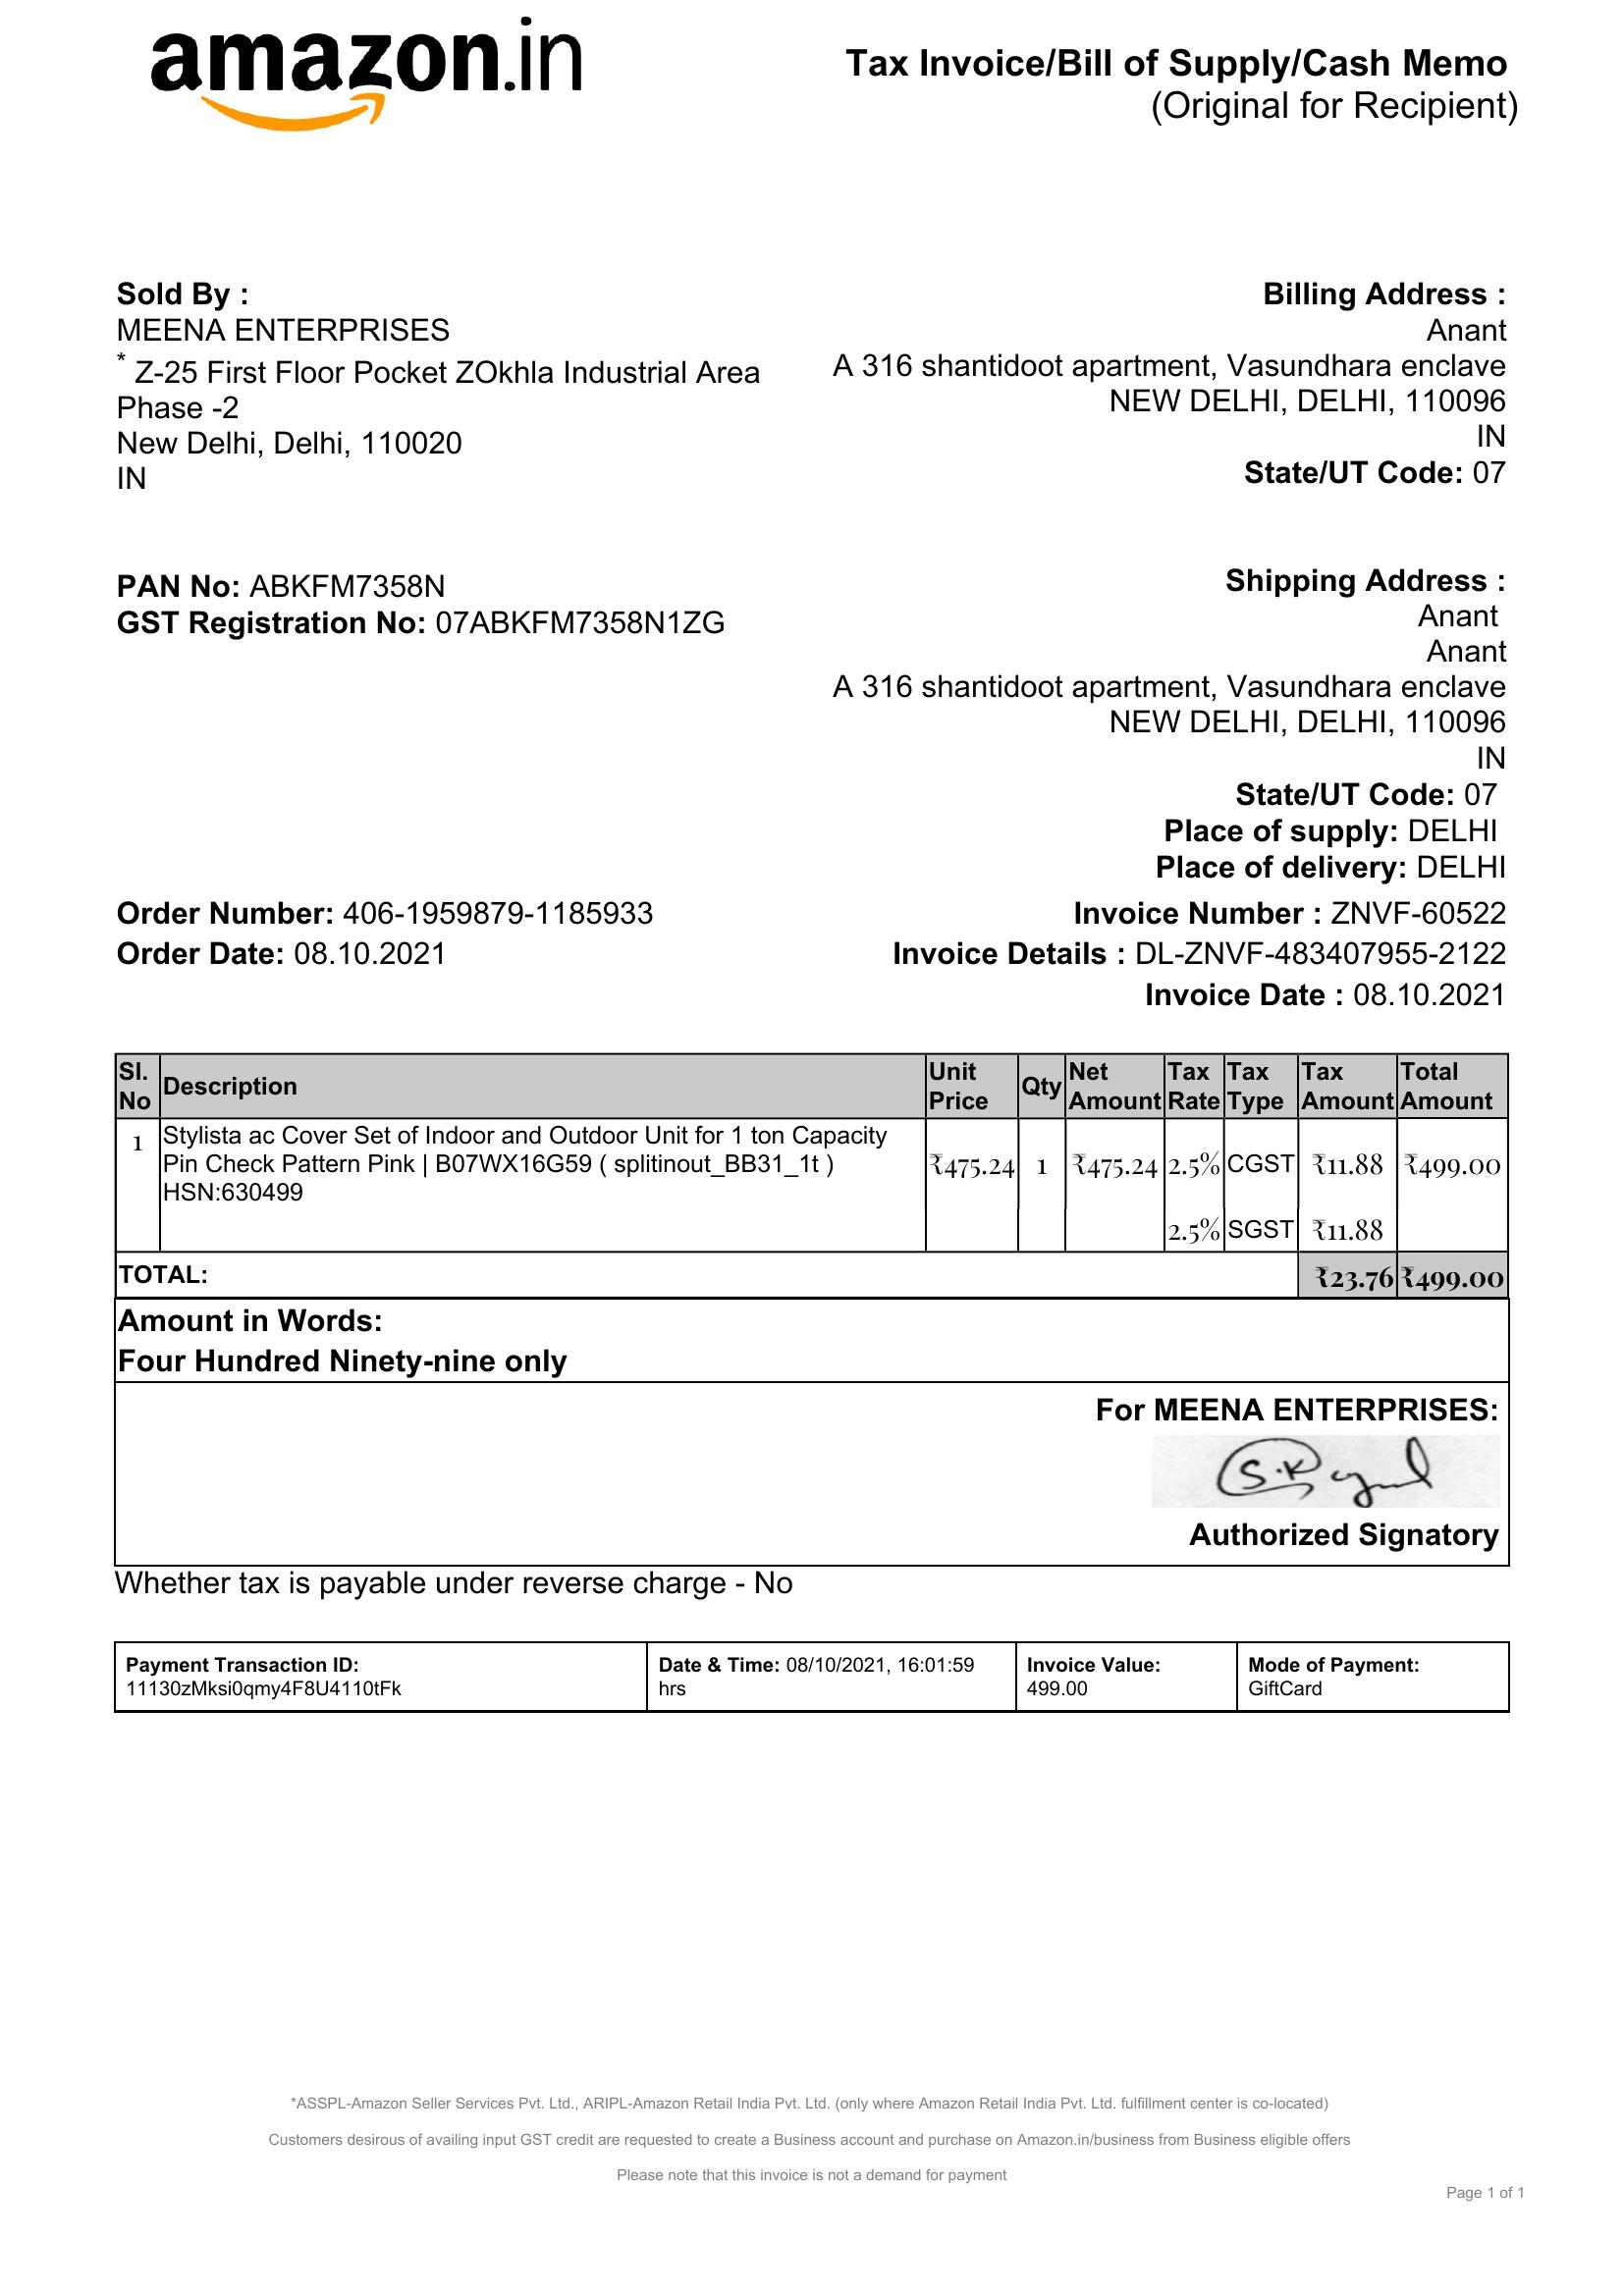 amazon.in
Tax Invoice/Bill of Supply/Cash Memo
(Original for Recipient)
Sold By :
MEENA ENTERPRISES
* Z-25 First Floor Pocket ZOkhla Industrial Area
Phase -2
New Delhi, Delhi, 110020
IN
Billing Address :
Anant
A 316 shantidoot apartment, Vasundhara enclave
NEW DELHI, DELHI, 110096
IN
State/UT Code: 07
PAN No: ABKFM7358N
GST Registration No: 07ABKFM7358N1ZG
Shipping Address :
Anant
Anant
A 316 shantidoot apartment, Vasundhara enclave
NEW DELHI, DELHI, 110096
IN
State/UT Code: 07
Place of supply: DELHI
Place of delivery: DELHI
Order Number: 406-1959879-1185933
Order Date: 08.10.2021
Invoice Number : ZNVF-60522
Invoice Details : DL-ZNVF-483407955-2122
Invoice Date : 08.10.2021
Sl. No Description Unit Price Qty Net Amount Tax Rate Tax Type Tax Amount Total Amount
1 Stylista ac Cover Set of Indoor and Outdoor Unit for 1 ton Capacity
Pin Check Pattern Pink | B07WX16G59 ( splitinout_BB31_1t ) ₹475.24 1 ₹475.24 2.5% CGST ₹11.88 ₹499.00
HSN:630499
2.5% SGST ₹11.88
TOTAL: ₹23.76 ₹499.00
Amount in Words:
Four Hundred Ninety-nine only
For MEENA ENTERPRISES:
Authorized Signatory
Whether tax is payable under reverse charge - No
Payment Transaction ID: Date & Time: 08/10/2021, 16:01:59 Invoice Value: Mode of Payment:
11130zMksi0qmy4F8U4110tFk hrs 499.00 GiftCard
*ASSPL-Amazon Seller Services Pvt. Ltd., ARIPL-Amazon Retail India Pvt. Ltd. (only where Amazon Retail India Pvt. Ltd. fulfillment center is co-located)
Customers desirous of availing input GST credit are requested to create a Business account and purchase on Amazon.in/business from Business eligible offers
Please note that this invoice is not a demand for payment
Page 1 of 1